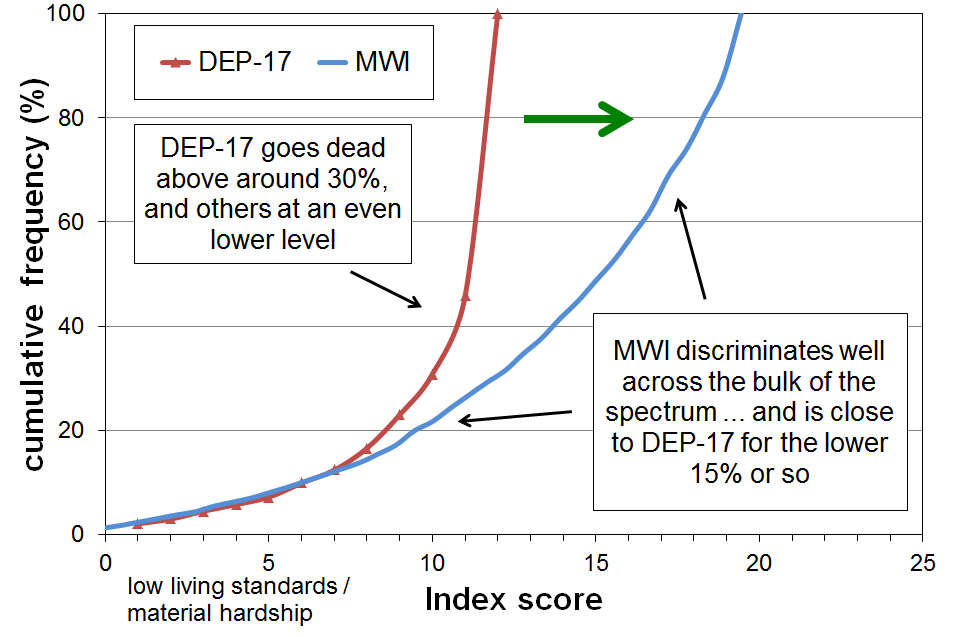 100
80
60
40
20
0
cumulative frequency (%)
DEP-17 MWI
DEP-17 goes dead
above around 30%,
and others at an even
lower level
MWI discriminates well
across the bulk of the
spectrum ... and is close
to DEP-17 for the lower
15% or so
0 5 10 15 20 25
low living standards /
material hardship
Index score